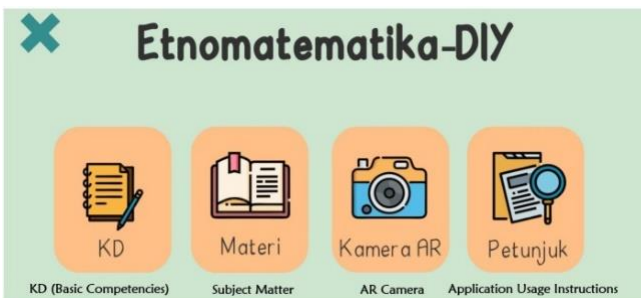 Etnomatematika-DIY
KD Materi Kamera AR Petunjuk
KD (Basic Competencies) Subject Matter AR Camera Application Usage Instructions